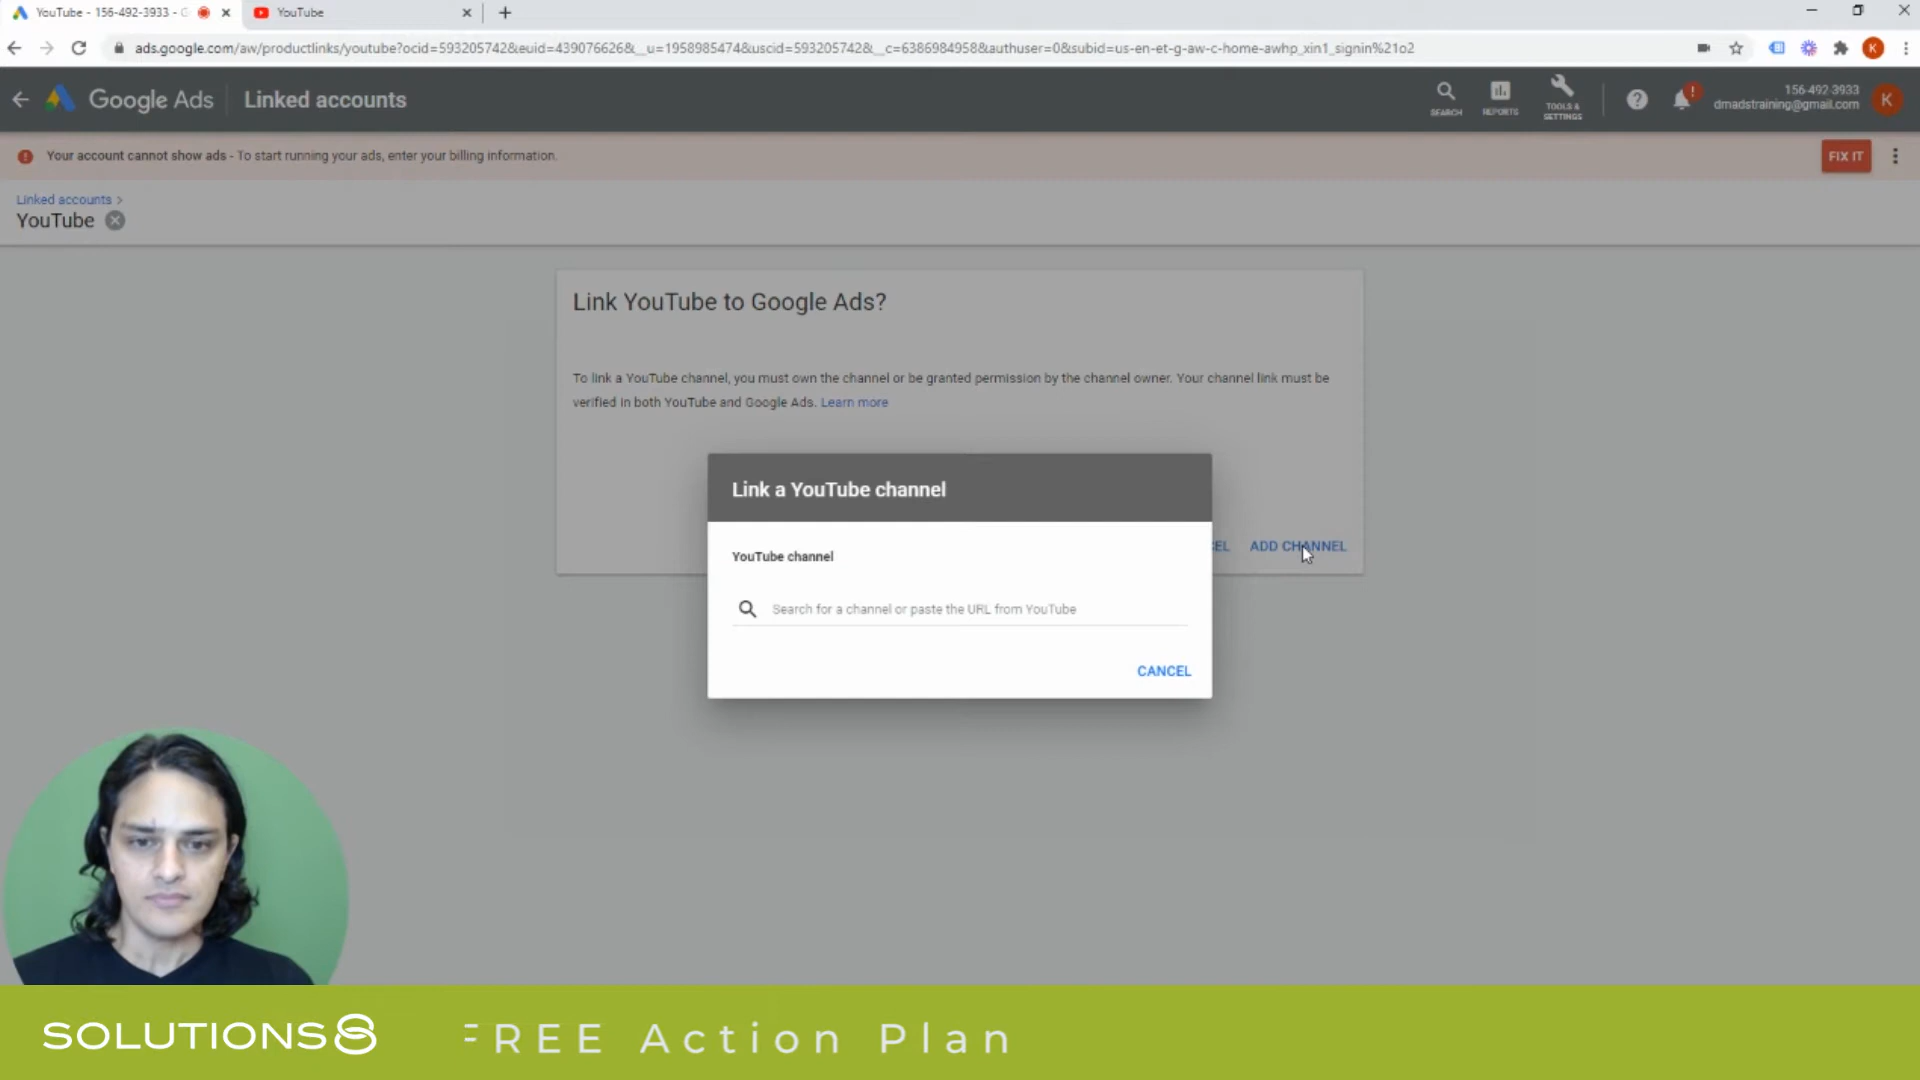 YouTube - 156-492-3933 - G
YouTube
ads.google.com/aw/productlinks/youtube?ocid=593205742&euid=439076626&__u=1958985474&uscid=593205742&__c=6386984958&authuser=0&subid=us-en-et-g-aw-c-home-awhp_xin1_signin%21o2
K
Google Ads
Linked accounts
SEARCH
REPORTS
TOOLS & SETTINGS
156-492-3933
dmadstraining@gmail.com
K
Your account cannot show ads - To start running your ads, enter your billing information.
FIX IT
Linked accounts >
YouTube
Link YouTube to Google Ads?
To link a YouTube channel, you must own the channel or be granted permission by the channel owner. Your channel link must be
verified in both YouTube and Google Ads. Learn more
Link a YouTube channel
YouTube channel
Search for a channel or paste the URL from YouTube
CANCEL
ADD CHANNEL
SOLUTIONS8
FREE Action Plan